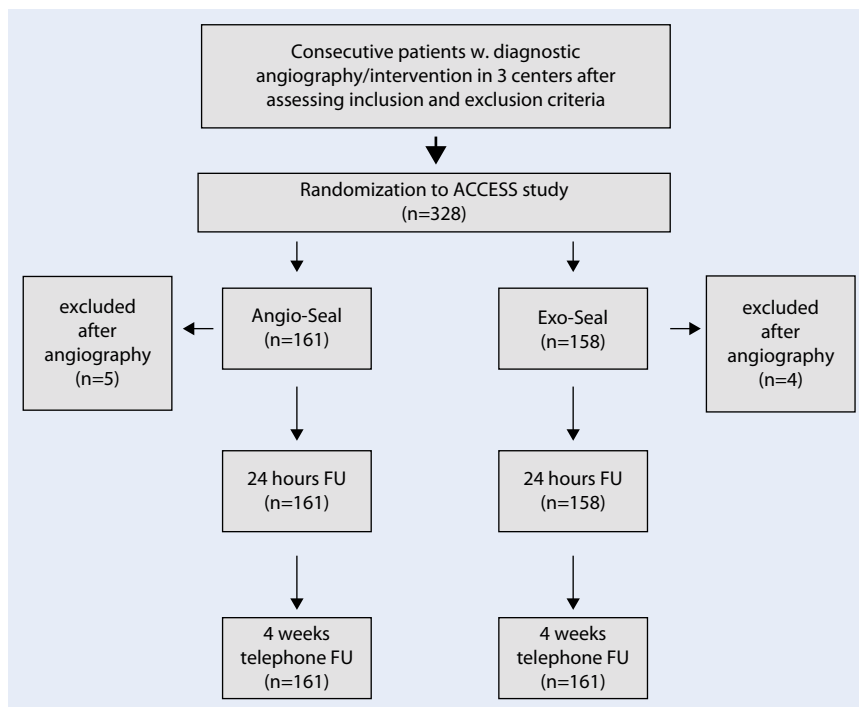 Consecutive patients w. diagnostic
angiography/intervention in 3 centers after
assessing inclusion and exclusion criteria
Randomization to ACCESS study
(n=328)
excluded
after
angiography
(n=5)
Angio-Seal
(n=161)
Exo-Seal
(n=158)
excluded
after
angiography
(n=4)
24 hours FU
(n=161)
24 hours FU
(n=158)
4 weeks
telephone FU
(n=161)
4 weeks
telephone FU
(n=161)